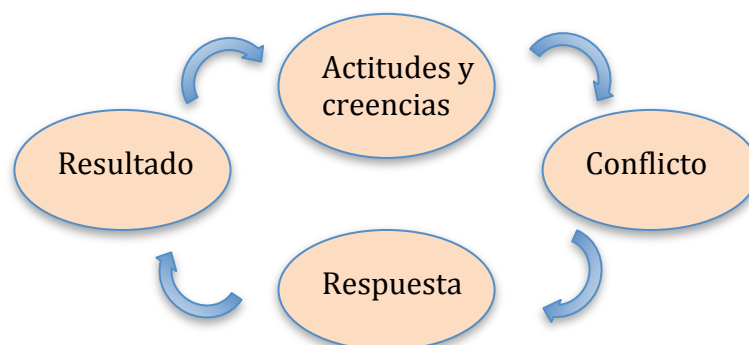 Actitudes y
creencias
Resultado
Conflicto
Respuesta